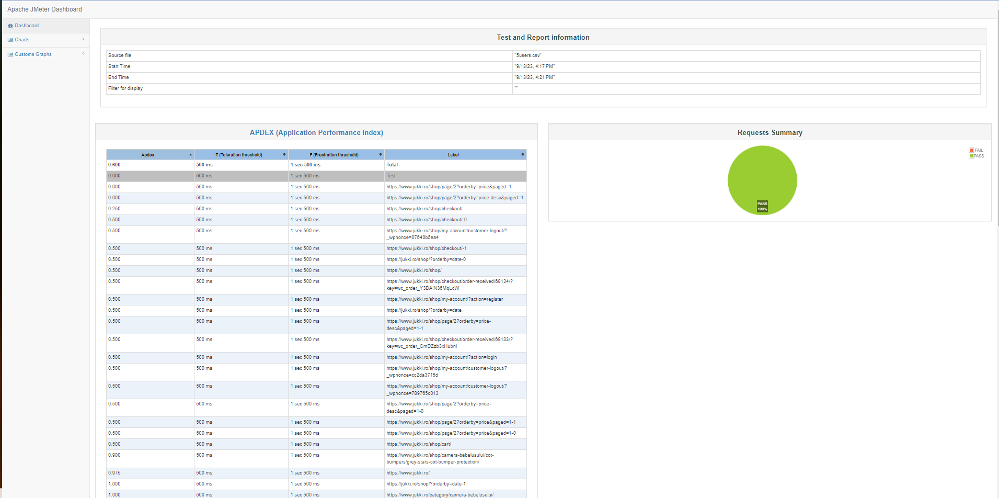 Apache JMeter Dashboard
Dashboard
Charts
Customs Graphs
Test and Report information
Source file "5users.csv"
Start Time "9/13/23, 4:17 PM"
End Time "9/13/23, 4:21 PM"
Filter for display ""
APDEX (Application Performance Index)
Apdex T (Toleration threshold) F (Frustration threshold) Label
0.600 500 ms 1 sec 500 ms Total
0.000 500 ms 1 sec 500 ms Test
0.000 500 ms 1 sec 500 ms https://www.jukki.ro/shop/page/2?orderby=price&paged=1
0.000 500 ms 1 sec 500 ms https://www.jukki.ro/shop/page/2?orderby=price-desc&paged=1
0.250 500 ms 1 sec 500 ms https://www.jukki.ro/shop/checkout/
0.500 500 ms 1 sec 500 ms https://www.jukki.ro/shop/checkout/-0
0.500 500 ms 1 sec 500 ms https://www.jukki.ro/shop/my-account/customer-logout/?
_wpnonce=07640b5ea4
0.500 500 ms 1 sec 500 ms https://www.jukki.ro/shop/checkout/-1
0.500 500 ms 1 sec 500 ms https://jukki.ro/shop/?orderby=date-0
0.500 500 ms 1 sec 500 ms https://www.jukki.ro/shop/
0.500 500 ms 1 sec 500 ms https://www.jukki.ro/shop/checkout/order-received/68134/?
key=wc_order_Y3DAIN36MqLcW
0.500 500 ms 1 sec 500 ms https://www.jukki.ro/shop/my-account/?action=register
0.500 500 ms 1 sec 500 ms https://jukki.ro/shop/?orderby=date
0.500 500 ms 1 sec 500 ms https://www.jukki.ro/shop/page/2?orderby=price-
desc&paged=1-1
0.500 500 ms 1 sec 500 ms https://www.jukki.ro/shop/checkout/order-received/68133/?
key=wc_order_CmDZzb3xHubni
0.500 500 ms 1 sec 500 ms https://www.jukki.ro/shop/my-account/?action=login
0.500 500 ms 1 sec 500 ms https://www.jukki.ro/shop/my-account/customer-logout/?
_wpnonce=cc2da3715d
0.500 500 ms 1 sec 500 ms https://www.jukki.ro/shop/my-account/customer-logout/?
_wpnonce=789765c013
0.500 500 ms 1 sec 500 ms https://www.jukki.ro/shop/page/2?orderby=price-
desc&paged=1-0
0.500 500 ms 1 sec 500 ms https://www.jukki.ro/shop/page/2?orderby=price&paged=1-1
0.500 500 ms 1 sec 500 ms https://www.jukki.ro/shop/page/2?orderby=price&paged=1-0
0.500 500 ms 1 sec 500 ms https://www.jukki.ro/shop/cart/
0.900 500 ms 1 sec 500 ms https://www.jukki.ro/shop/camera-bebelusului/cot-
bumpers/grey-stars-cot-bumper-protection/
0.975 500 ms 1 sec 500 ms https://www.jukki.ro/
1.000 500 ms 1 sec 500 ms https://jukki.ro/shop/?orderby=date-1
1.000 500 ms 1 sec 500 ms https://www.jukki.ro/category/camera-bebelusului/
Requests Summary
FAIL
PASS
PASS
100%